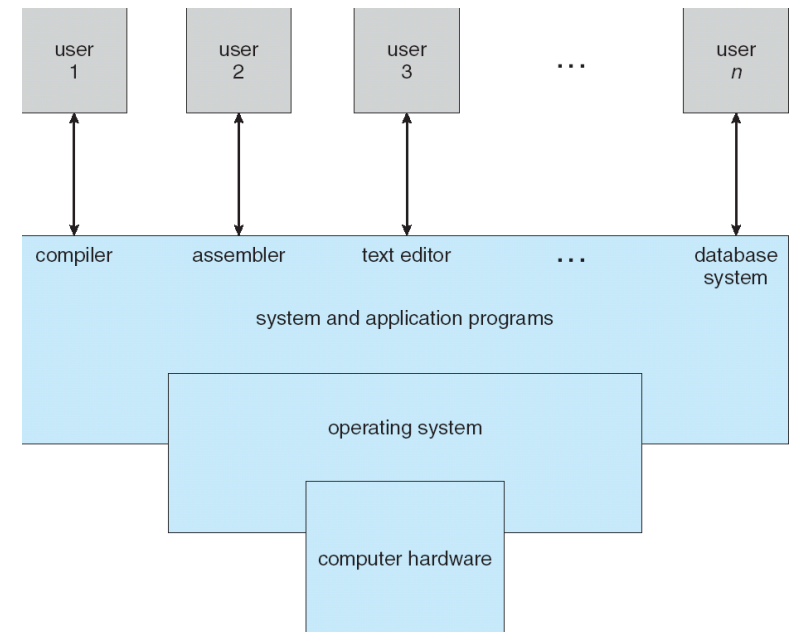 user
1
user
2
user
3
...
user
n
compiler
assembler
text editor
...
database
system
system and application programs
operating system
computer hardware